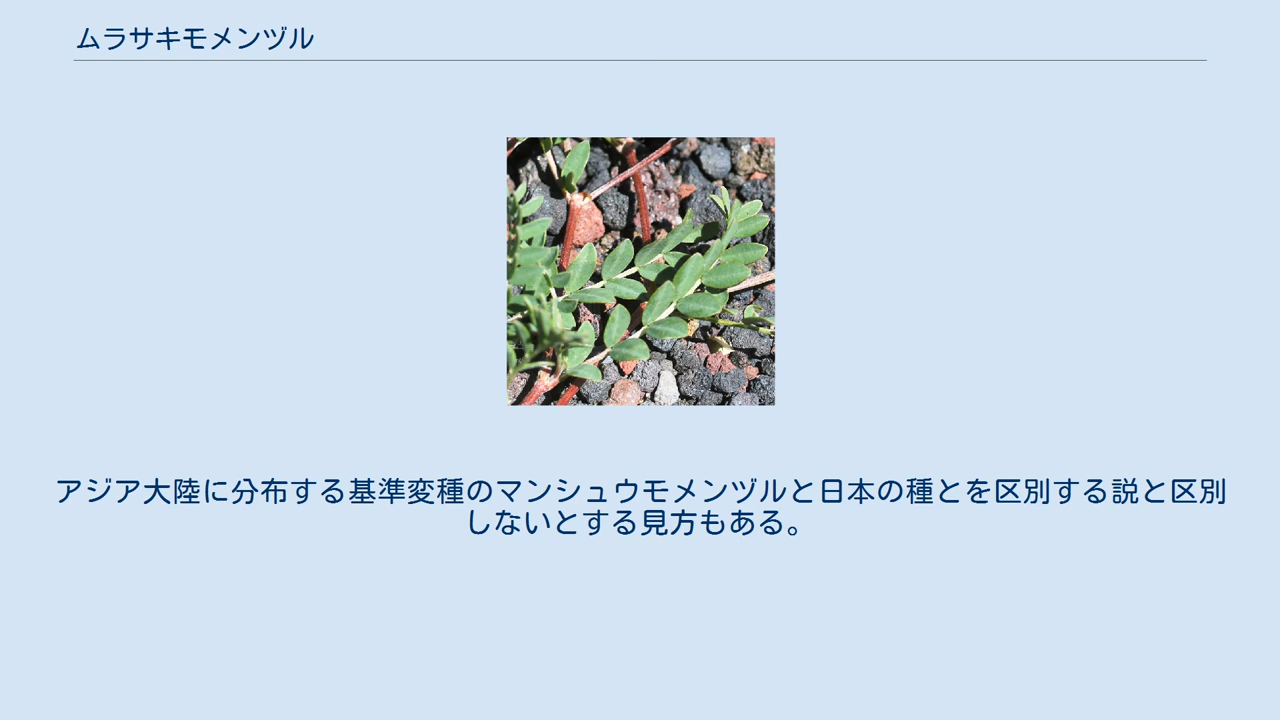 ムラサキモメンヅル
アジア大陸に分布する基準変種のマンシュウモメンヅルと日本の種とを区別する説と区別
しないとする見方もある。